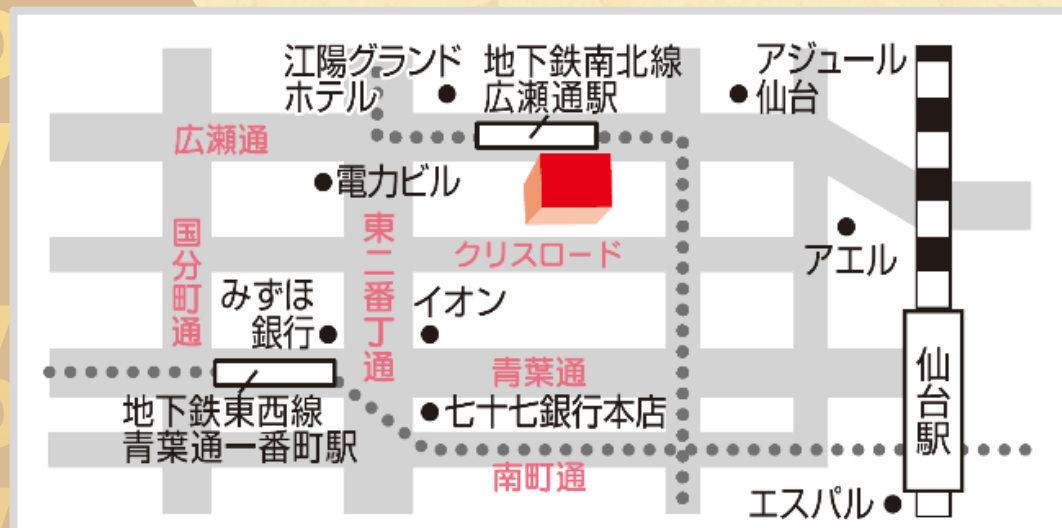 江陽グランド
ホテル
地下鉄南北線
広瀬通駅
アジュール
仙台
広瀬通
電力ビル
国分町通
東二番丁通
クリスロード
アエル
みずほ
銀行
イオン
青葉通
仙台駅
地下鉄東西線
青葉通一番町駅
七十七銀行本店
南町通
エスパル